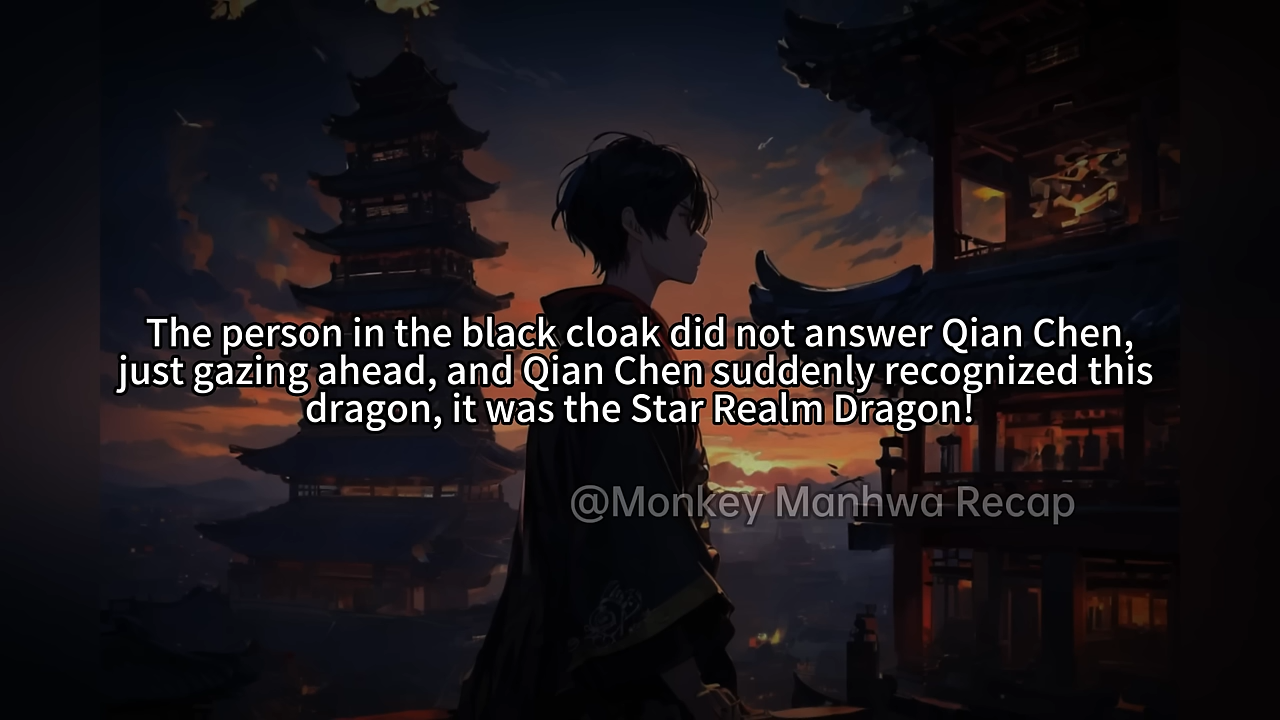 The person in the black cloak did not answer Qian Chen,
just gazing ahead, and Qian Chen suddenly recognized this
dragon, it was the Star Realm Dragon!
@Monkey Manhwa Recap